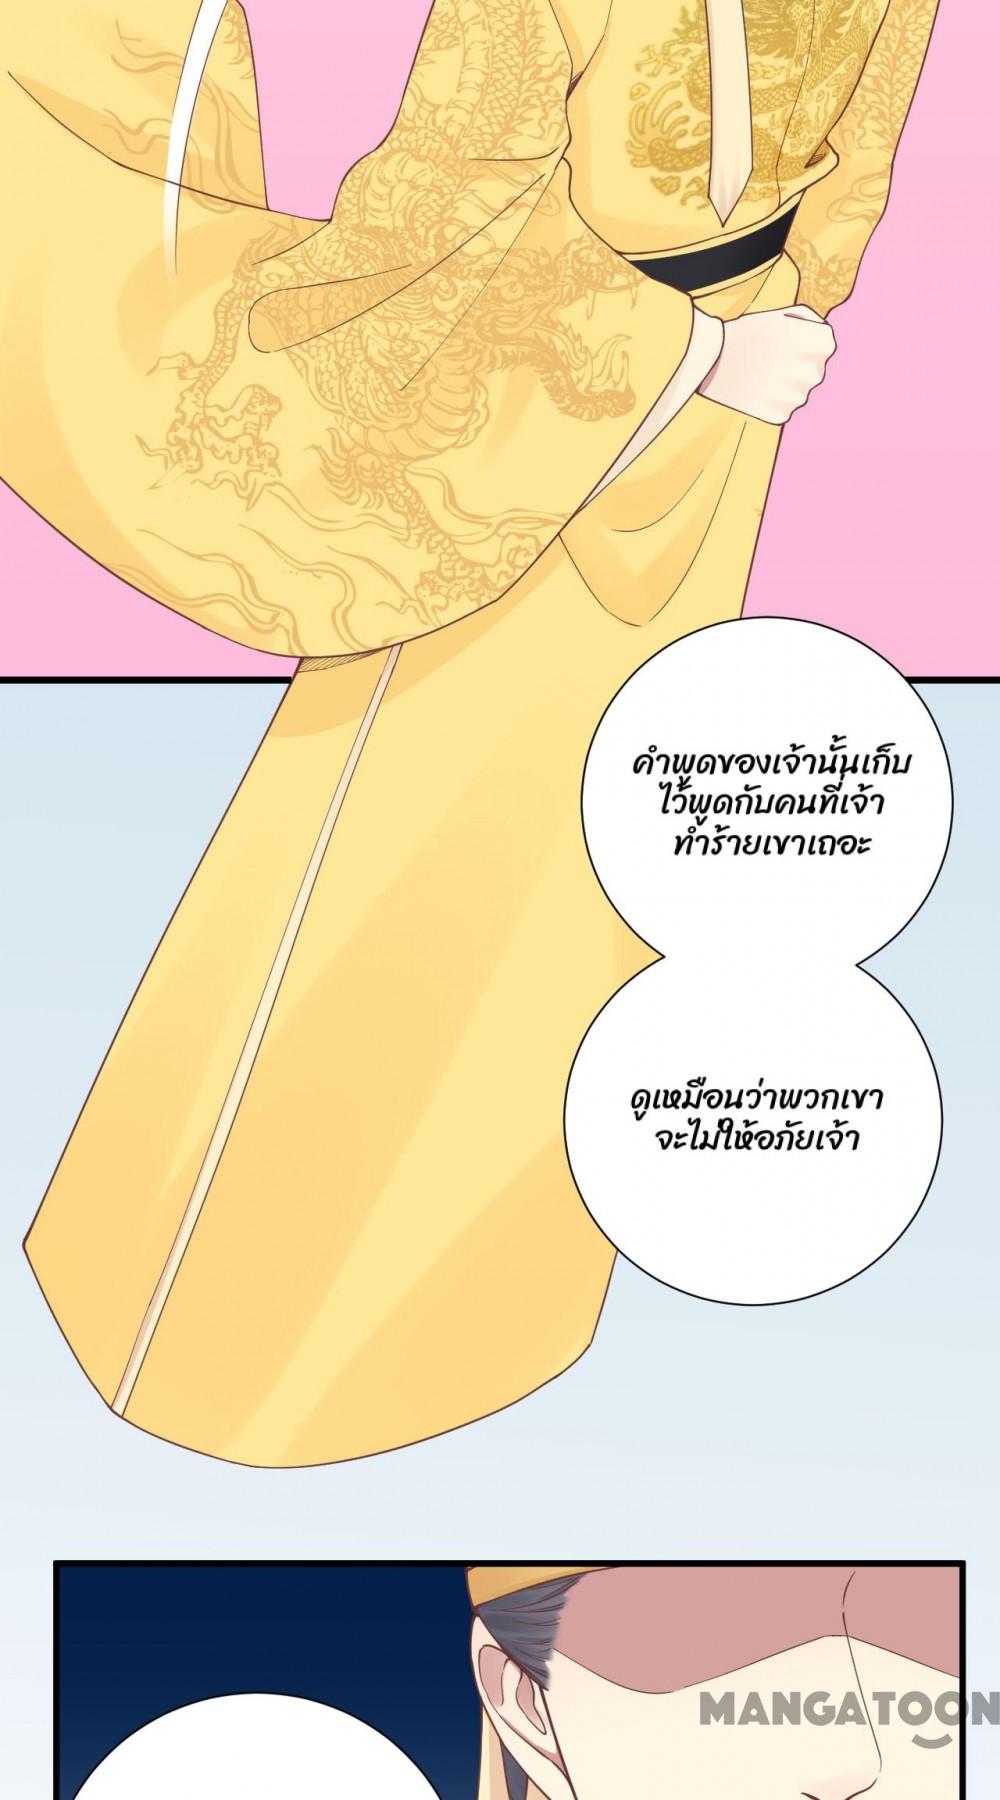 คำพูดของเจ้านั้นเก็บ
ไว้พูดกับคนที่เจ้า
ทำร้ายเขาเถอะ
ดูเหมือนว่าพวกเขา
จะไม่ให้อภัยเจ้า
MANGATOON